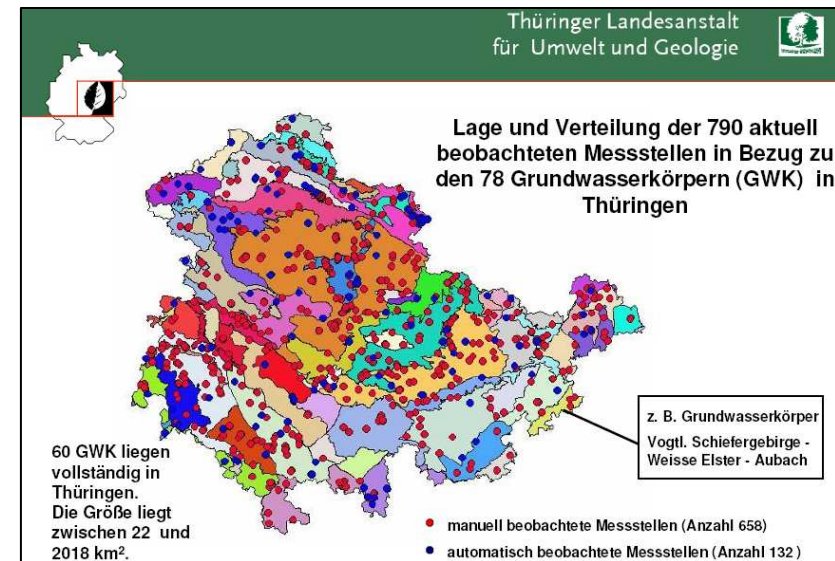 Thüringer Landesanstalt
für Umwelt und Geologie
Lage und Verteilung der 790 aktuell
beobachteten Messstellen in Bezug zu
den 78 Grundwasserkörpern (GWK) in
Thüringen
z. B. Grundwasserkörper
Vogtl. Schiefergebirge -
Weisse Elster - Aubach
60 GWK liegen
vollständig in
Thüringen.
Die Größe liegt
zwischen 22 und
2018 km².
manuell beobachtete Messstellen (Anzahl 658)
automatisch beobachtete Messstellen (Anzahl 132 )